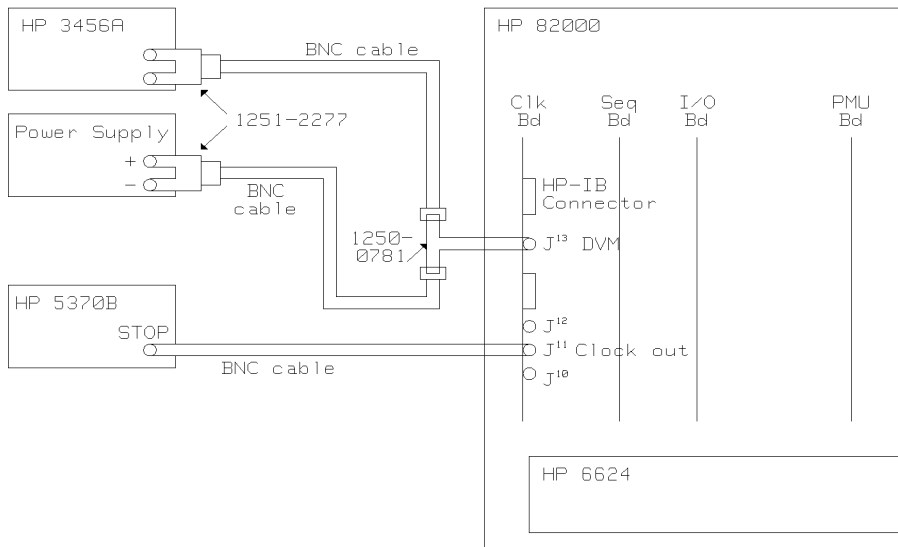 HP 3456A
BNC cable
1251-2277
Power Supply
+
-
BNC
cable
1250-
0781
HP 5370B
STOP
BNC cable
HP 82000
Clk
Bd
Seq
Bd
I/O
Bd
PMU
Bd
HP-IB
Connector
J13 DVM
J12
J11 Clock out
J10
HP 6624